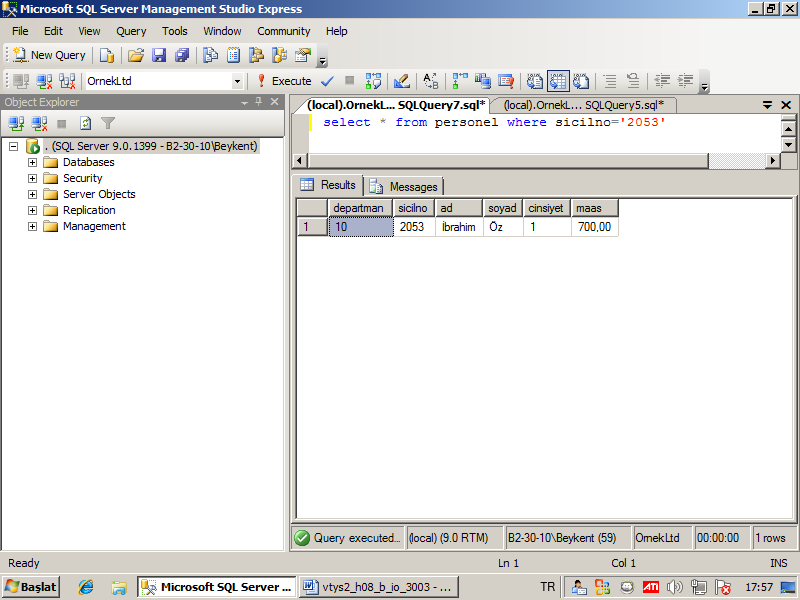 Microsoft SQL Server Management Studio Express
File Edit View Query Tools Window Community Help
New Query
OrnekLtd Execute
Object Explorer
(local).OrnekL... SQLQuery7.sql* (local).OrnekL... SQLQuery5.sql*
select * from personel where sicilno='2053'
. (SQL Server 9.0.1399 - B2-30-10\Beykent)
Databases
Security
Server Objects
Replication
Management
Results Messages
departman sicilno ad soyad cinsiyet maas
1 10 2053 İbrahim Öz 1 700,00
Query executed... (local) (9.0 RTM) B2-30-10\Beykent (59) OrnekLtd 00:00:00 1 rows
Ready Ln 1 Col 1 INS
Başlat Microsoft SQL Server ... vtys2_h08_b_io_3003 - ... TR ATI 17:57